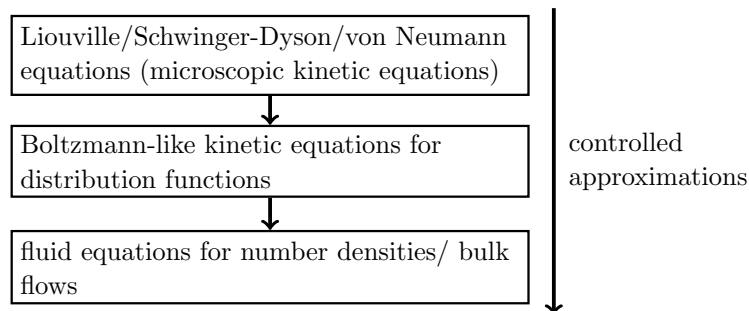 Liouville/Schwinger-Dyson/von Neumann
equations (microscopic kinetic equations)
Boltzmann-like kinetic equations for
distribution functions
controlled
approximations
fluid equations for number densities/ bulk
flows